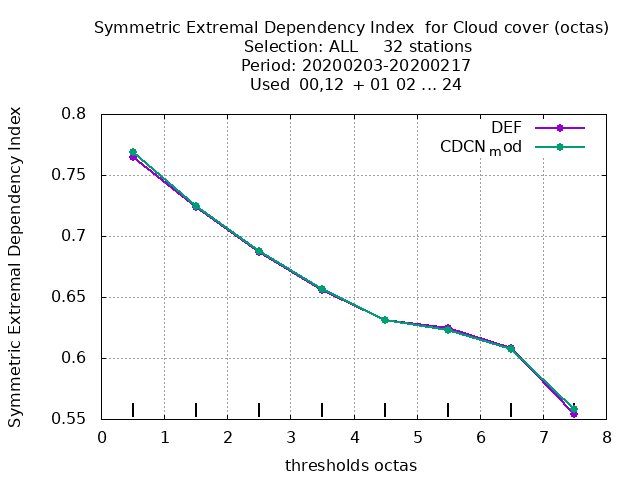 Symmetric Extremal Dependency Index  for Cloud cover (octas)
Selection: ALL     32 stations
Period: 20200203-20200217
Used  00,12  + 01 02 ... 24
Symmetric Extremal Dependency Index
0.8
0.75
0.7
0.65
0.6
0.55
DEF
CDCNmod
0 1 2 3 4 5 6 7 8
thresholds octas